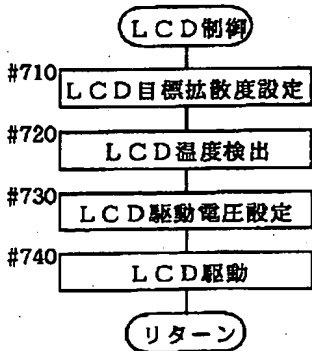 LCD制御
#710
LCD目標拡散度設定
#720
LCD温度検出
#730
LCD駆動電圧設定
#740
LCD駆動
リターン